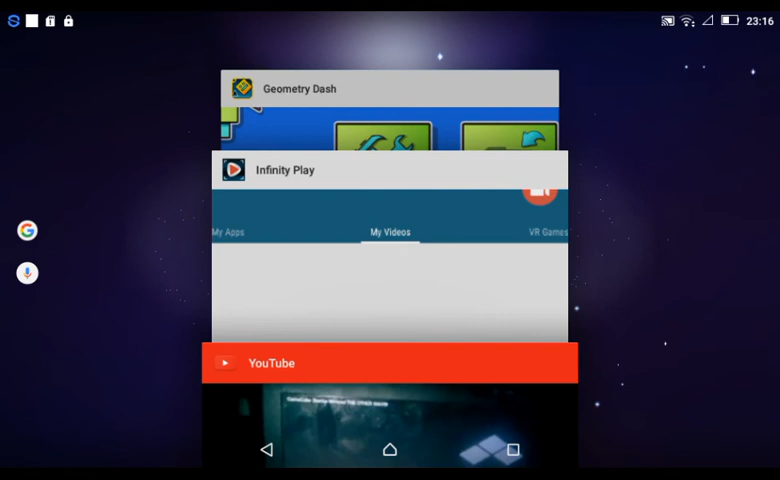 23:16
Geometry Dash
Infinity Play
My Apps
My Videos
VR Games
YouTube